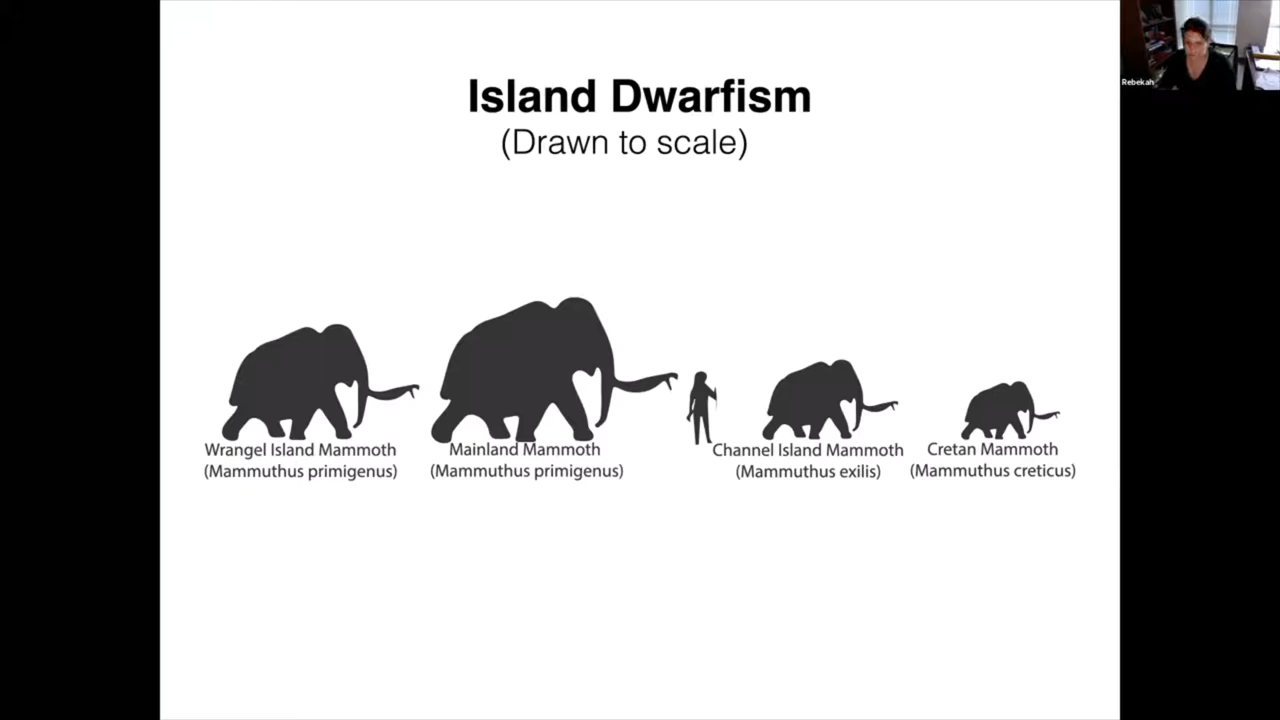 Island Dwarfism
(Drawn to scale)
Rebekah
Wrangel Island Mammoth
(Mammuthus primigenus)
Mainland Mammoth
(Mammuthus primigenus)
Channel Island Mammoth
(Mammuthus exilis)
Cretan Mammoth
(Mammuthus creticus)